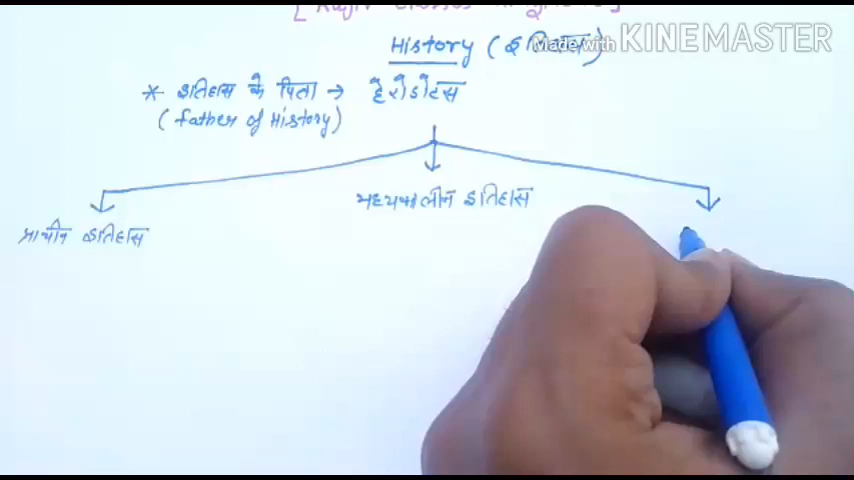 History (इतिहास)
Made with KINEMASTER
* इतिहास के पिता → हेरोडोटस
(father of History)
मध्यकालीन इतिहास
प्राचीन इतिहास